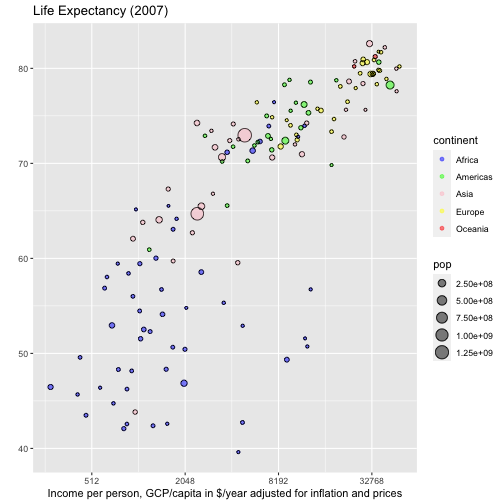 Life Expectancy (2007)
80
70
60
50
40
512
2048
8192
32768
Income per person, GCP/capita in $/year adjusted for inflation and prices
continent
Africa
Americas
Asia
Europe
Oceania
pop
2.50e+08
5.00e+08
7.50e+08
1.00e+09
1.25e+09